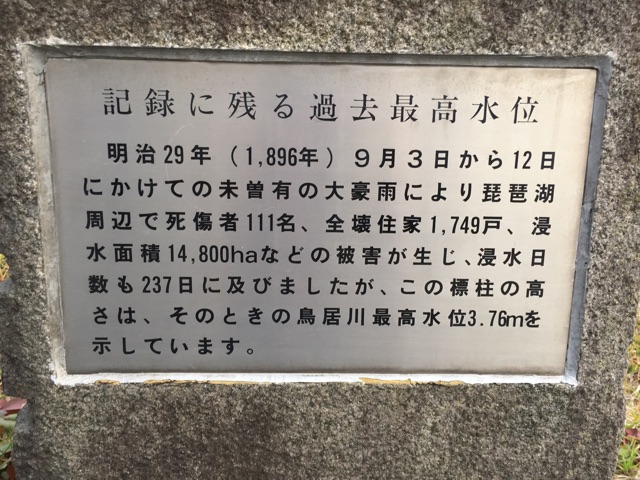 記録に残る過去最高水位
明治29年(1,896年)9月3日から12日
にかけての未曽有の大豪雨により琵琶湖
周辺で死傷者111名、全壊住家1,749戸、浸
水面積14,800haなどの被害が生じ、浸水日
数も237日に及びましたが、この標柱の高
さは、そのときの鳥居川最高水位3.76mを
示しています。